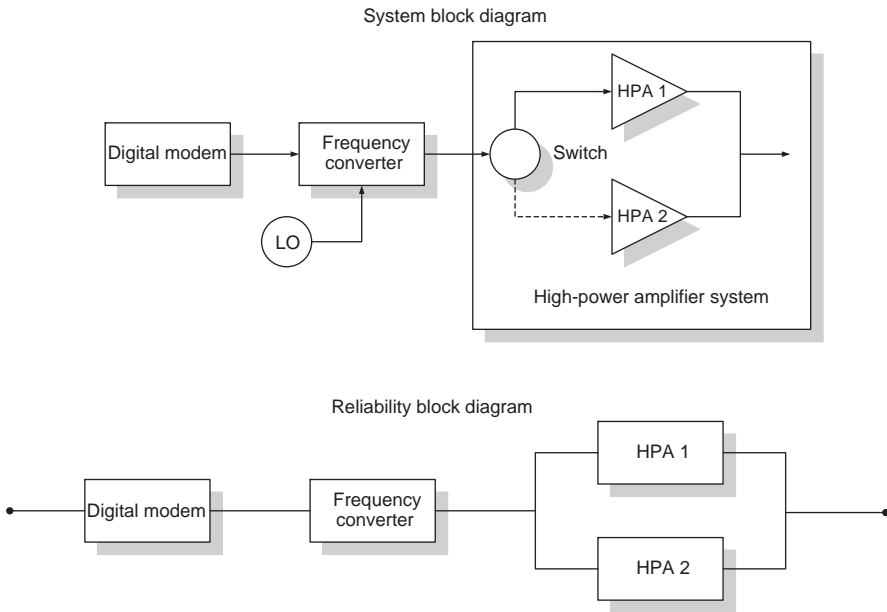 System block diagram
HPA 1
Digital modem
Frequency
converter
Switch
HPA 2
LO
High-power amplifier system
Reliability block diagram
HPA 1
Digital modem
Frequency
converter
HPA 2